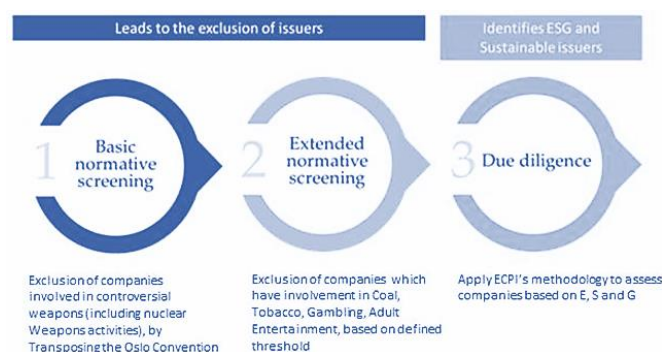 Leads to the exclusion of issuers
Identifies ESG and
Sustainable issuers
1
Basic
normative
screening
2
Extended
normative
screening
3
Due diligence
Exclusion of companies
involved in controversial
weapons (including nuclear
Weapons activities), by
Transposing the Oslo Convention
Exclusion of companies which
have involvement in Coal,
Tobacco, Gambling, Adult
Entertainment, based on defined
threshold
Apply ECPI's methodology to assess
companies based on E, S and G